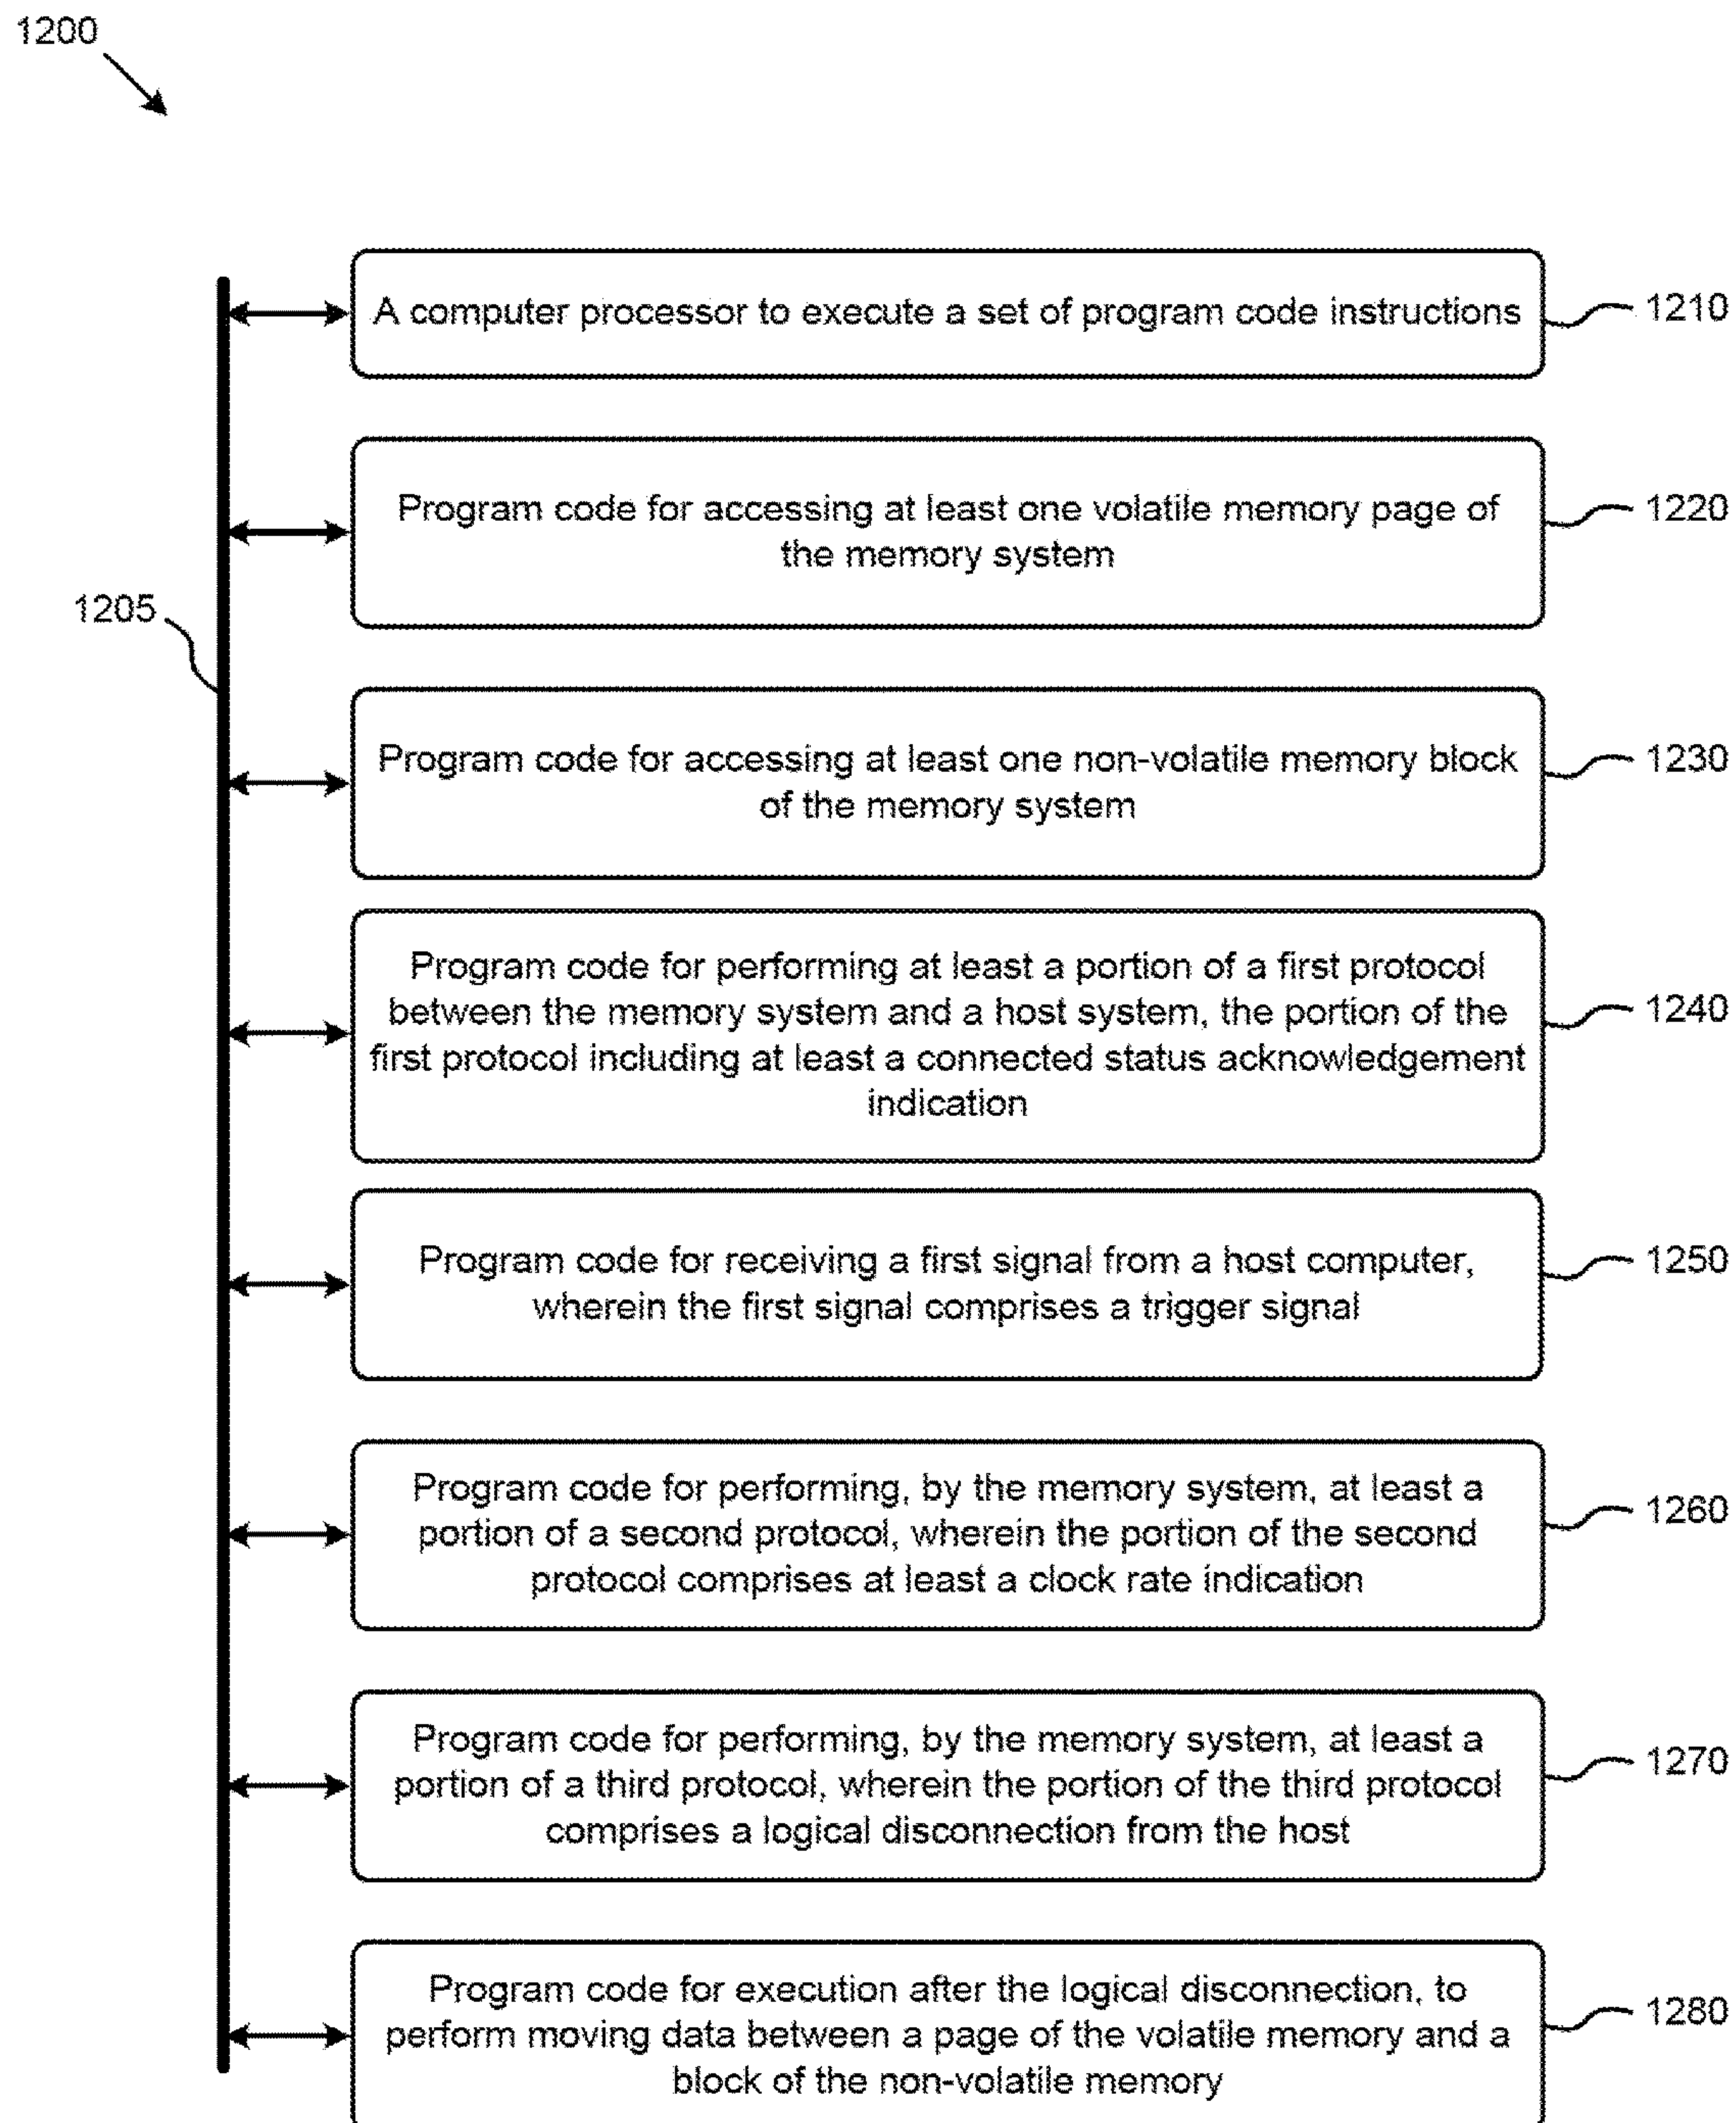 1200
A computer processor to execute a set of program code instructions
1210
Program code for accessing at least one volatile memory page of
the memory system
1220
1205
Program code for accessing at least one non-volatile memory block
of the memory system
1230
Program code for performing at least a portion of a first protocol
between the memory system and a host system, the portion of the
first protocol including at least a connected status acknowledgement
indication
1240
Program code for receiving a first signal from a host computer,
wherein the first signal comprises a trigger signal
1250
Program code for performing, by the memory system, at least a
portion of a second protocol, wherein the portion of the second
protocol comprises at least a clock rate indication
1260
Program code for performing, by the memory system, at least a
portion of a third protocol, wherein the portion of the third protocol
comprises a logical disconnection from the host
1270
Program code for execution after the logical disconnection, to
perform moving data between a page of the volatile memory and a
block of the non-volatile memory
1280